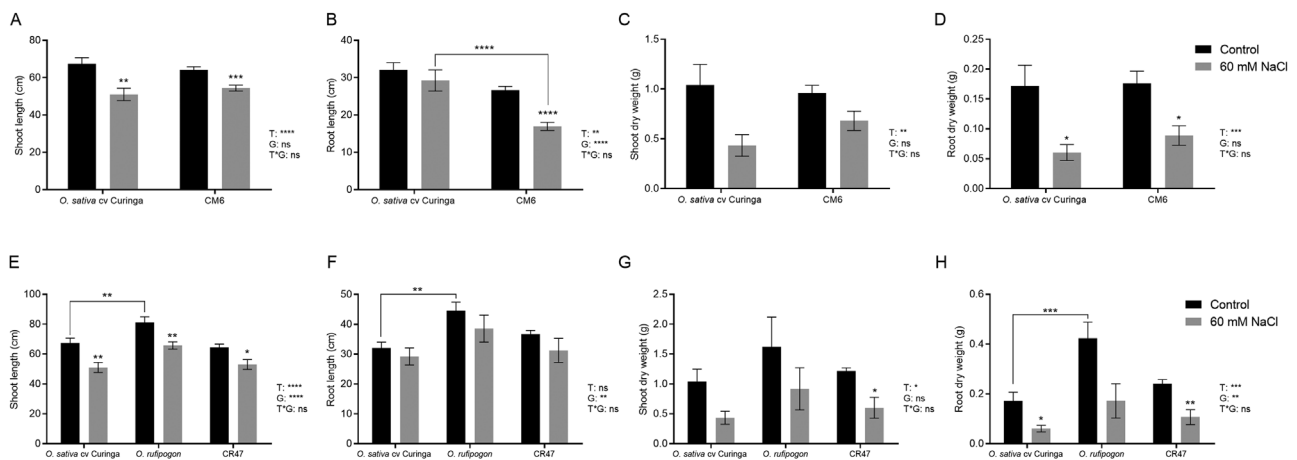 A
Shoot length (cm)
80
60
40
20
0
**
***
O. sativa cv Curinga
CM6
T: ****
G: ns
T*G: ns
B
Root length (cm)
40
30
20
10
0
****
****
O. sativa cv Curinga
CM6
T: **
G: ****
T*G: ns
C
Shoot dry weight (g)
1.5
1.0
0.5
0.0
O. sativa cv Curinga
CM6
T: **
G: ns
T*G: ns
D
Root dry weight (g)
0.25
0.20
0.15
0.10
0.05
0.00
*
*
O. sativa cv Curinga
CM6
Control
60 mM NaCl
T: ***
G: ns
T*G: ns
E
Shoot length (cm)
100
80
60
40
20
0
**
**
**
*
O. sativa cv Curinga
O. rufipogon
CR47
T: ****
G: ****
T*G: ns
F
Root length (cm)
50
40
30
20
10
0
**
O. sativa cv Curinga
O. rufipogon
CR47
T: ns
G: **
T*G: ns
G
Shoot dry weight (g)
2.5
2.0
1.5
1.0
0.5
0.0
*
O. sativa cv Curinga
O. rufipogon
CR47
T: *
G: ns
T*G: ns
H
Root dry weight (g)
0.6
0.4
0.2
0.0
***
*
**
O. sativa cv Curinga
O. rufipogon
CR47
Control
60 mM NaCl
T: ***
G: **
T*G: ns